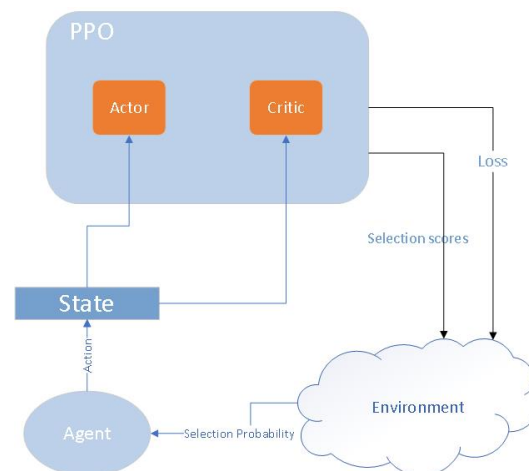 PPO
Actor
Critic
Loss
Selection scores
State
Action
Environment
Agent
Selection Probability